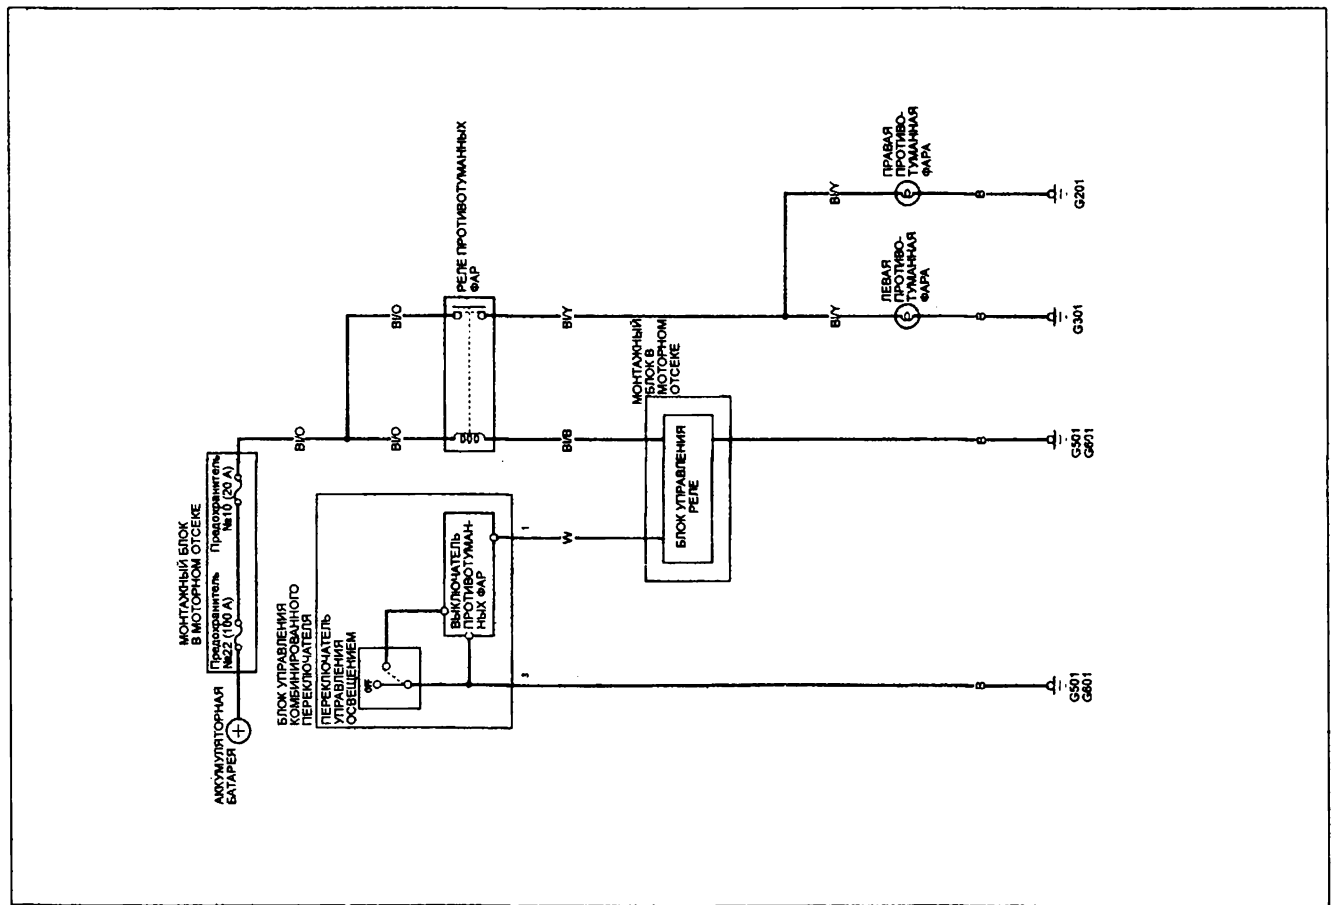 АККУМУЛЯТОРНАЯ
БАТАРЕЯ
МОНТАЖНЫЙ БЛОК
В МОТОРНОМ ОТСЕКЕ
Предохранитель
№22 (100 А)
Предохранитель
№10 (20 А)
Bl/O
Bl/O
Bl/O
РЕЛЕ ПРОТИВОТУМАННЫХ
ФАР
БЛОК УПРАВЛЕНИЯ
КОМБИНИРОВАННОГО
ПЕРЕКЛЮЧАТЕЛЯ
ПЕРЕКЛЮЧАТЕЛЬ
УПРАВЛЕНИЯ
ОСВЕЩЕНИЕМ
OFF
ВЫКЛЮЧАТЕЛЬ
ПРОТИВОТУМАН-
НЫХ ФАР
1
3
W
Bl/B
Bl/Y
МОНТАЖНЫЙ
БЛОК В
МОТОРНОМ
ОТСЕКЕ
БЛОК УПРАВЛЕНИЯ
РЕЛЕ
Bl/Y
Bl/Y
ЛЕВАЯ
ПРОТИВО-
ТУМАННАЯ
ФАРА
ПРАВАЯ
ПРОТИВО-
ТУМАННАЯ
ФАРА
B
B
B
B
G501
G601
G501
G601
G301
G201